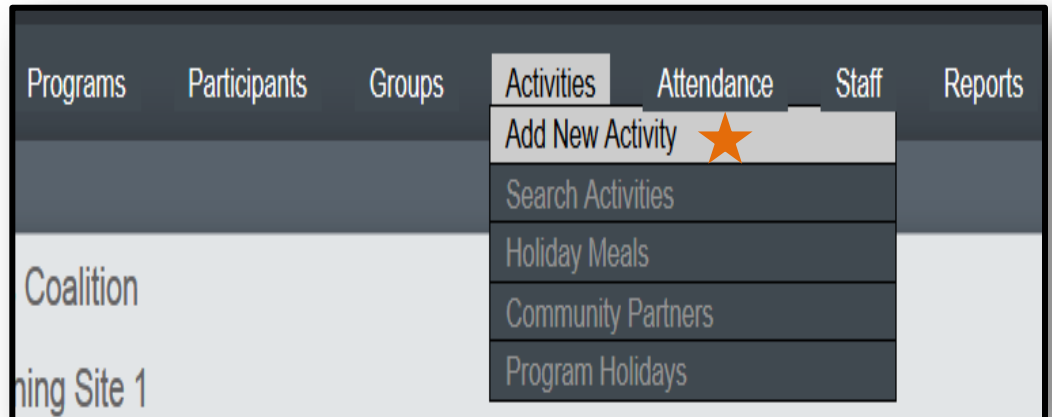 Programs Participants Groups Activities Attendance Staff Reports
Add New Activity
Search Activities
Holiday Meals
Coalition
Community Partners
Program Holidays
Site 1